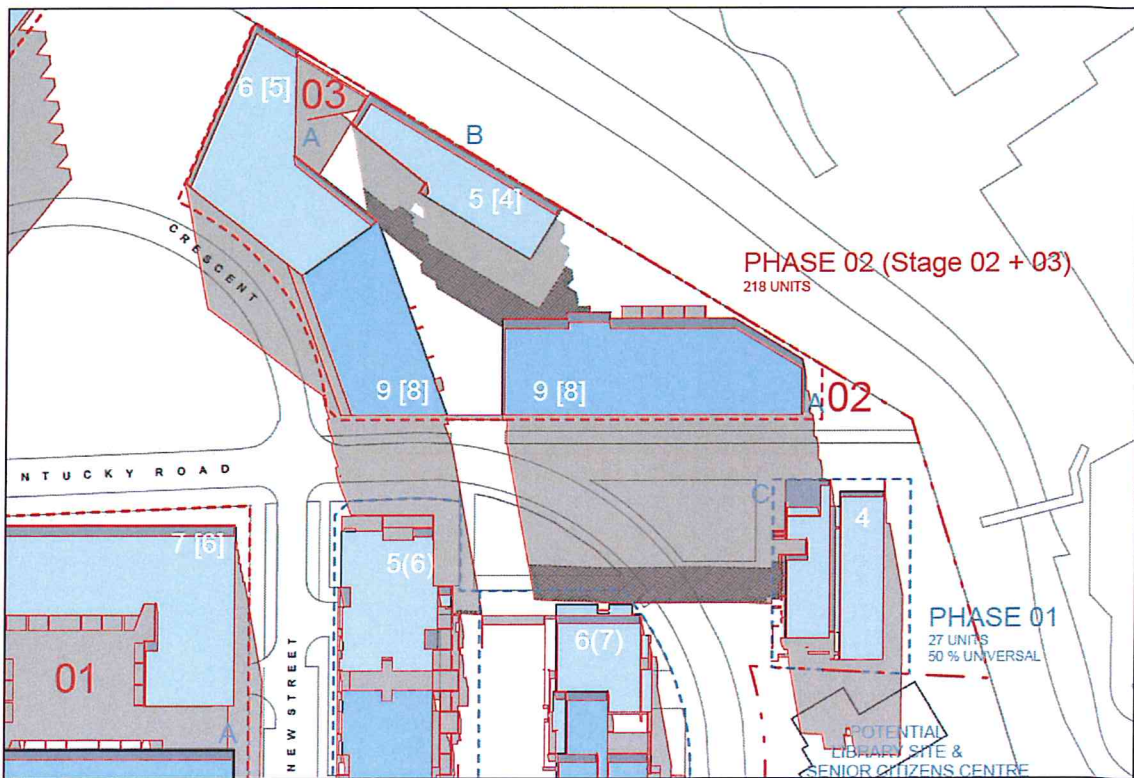 6 [5]
03
A
B
5 [4]
CRESCENT
PHASE 02 (Stage 02 + 03)
218 UNITS
9 [8]
9 [8]
A
02
NTUCKY ROAD
C
4
7 [6]
5(6)
PHASE 01
27 UNITS
50 % UNIVERSAL
6(7)
01
NEW STREET
A
POTENTIAL
LIBRARY SITE &
SENIOR CITIZENS CENTRE